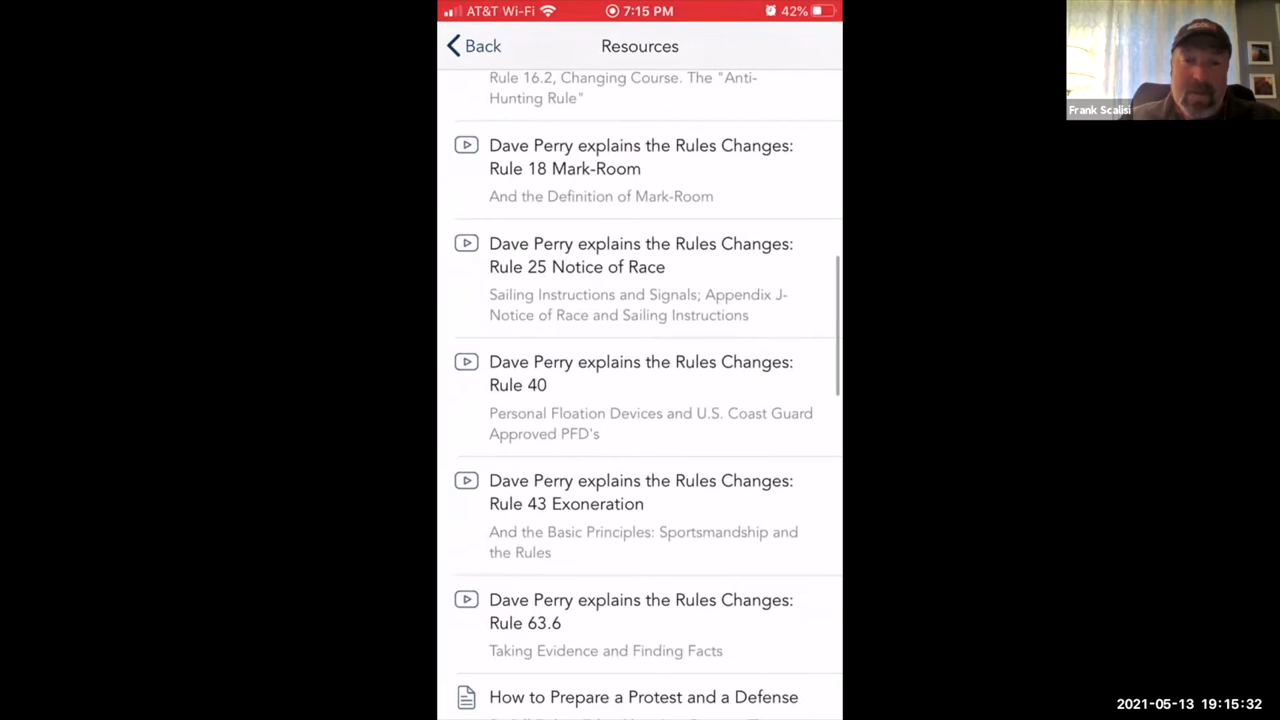 AT&T Wi-Fi 7:15 PM 42%
Back Resources
Rule 16.2, Changing Course. The "Anti-
Hunting Rule"
Dave Perry explains the Rules Changes:
Rule 18 Mark-Room
And the Definition of Mark-Room
Dave Perry explains the Rules Changes:
Rule 25 Notice of Race
Sailing Instructions and Signals; Appendix J-
Notice of Race and Sailing Instructions
Dave Perry explains the Rules Changes:
Rule 40
Personal Floation Devices and U.S. Coast Guard
Approved PFD's
Dave Perry explains the Rules Changes:
Rule 43 Exoneration
And the Basic Principles: Sportsmandship and
the Rules
Dave Perry explains the Rules Changes:
Rule 63.6
Taking Evidence and Finding Facts
How to Prepare a Protest and a Defense
Frank Scalisi
2021-05-13 19:15:32